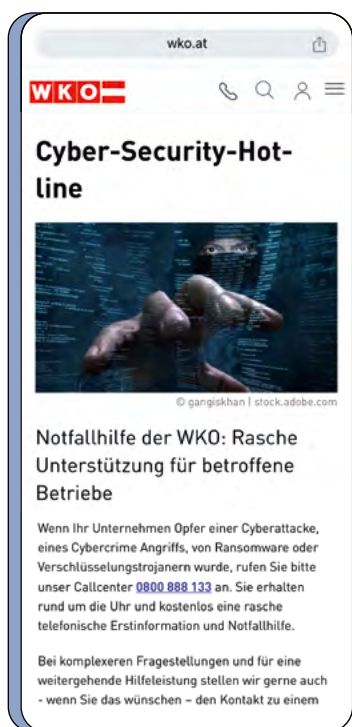 wko.at
WKO
Cyber-Security-Hot-
line
© gangiskhan | stock.adobe.com
Notfallhilfe der WKO: Rasche
Unterstützung für betroffene
Betriebe
Wenn Ihr Unternehmen Opfer einer Cyberattacke,
eines Cybercrime Angriffs, von Ransomware oder
Verschlüsselungstrojanern wurde, rufen Sie bitte
unser Callcenter 0800 888 133 an. Sie erhalten
rund um die Uhr und kostenlos eine rasche
telefonische Erstinformation und Notfallhilfe.
Bei komplexeren Fragestellungen und für eine
weitergehende Hilfeleistung stellen wir gerne auch
- wenn Sie das wünschen – den Kontakt zu einem